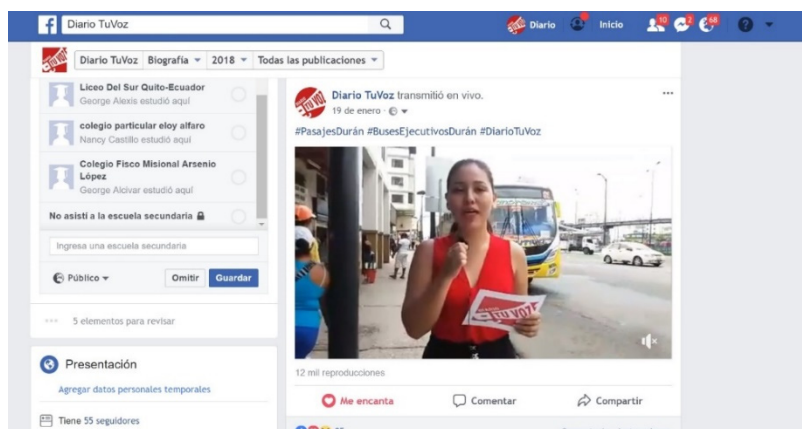 Diario TuVoz
Diario
Inicio
10
2
68
Diario TuVoz
Biografía
2018
Todas las publicaciones
Liceo Del Sur Quito-Ecuador
George Alexis estudió aquí
colegio particular eloy alfaro
Nancy Castillo estudió aquí
Colegio Fisco Misional Arsenio
López
George Alcivar estudió aquí
No asistí a la escuela secundaria
Ingresa una escuela secundaria
Público
Omitir
Guardar
5 elementos para revisar
Presentación
Agregar datos personales temporales
Tiene 55 seguidores
Diario TuVoz transmitió en vivo.
19 de enero
#PasajesDurán #BusesEjecutivosDurán #DiarioTuVoz
TU VOZ
12 mil reproducciones
Me encanta
Comentar
Compartir